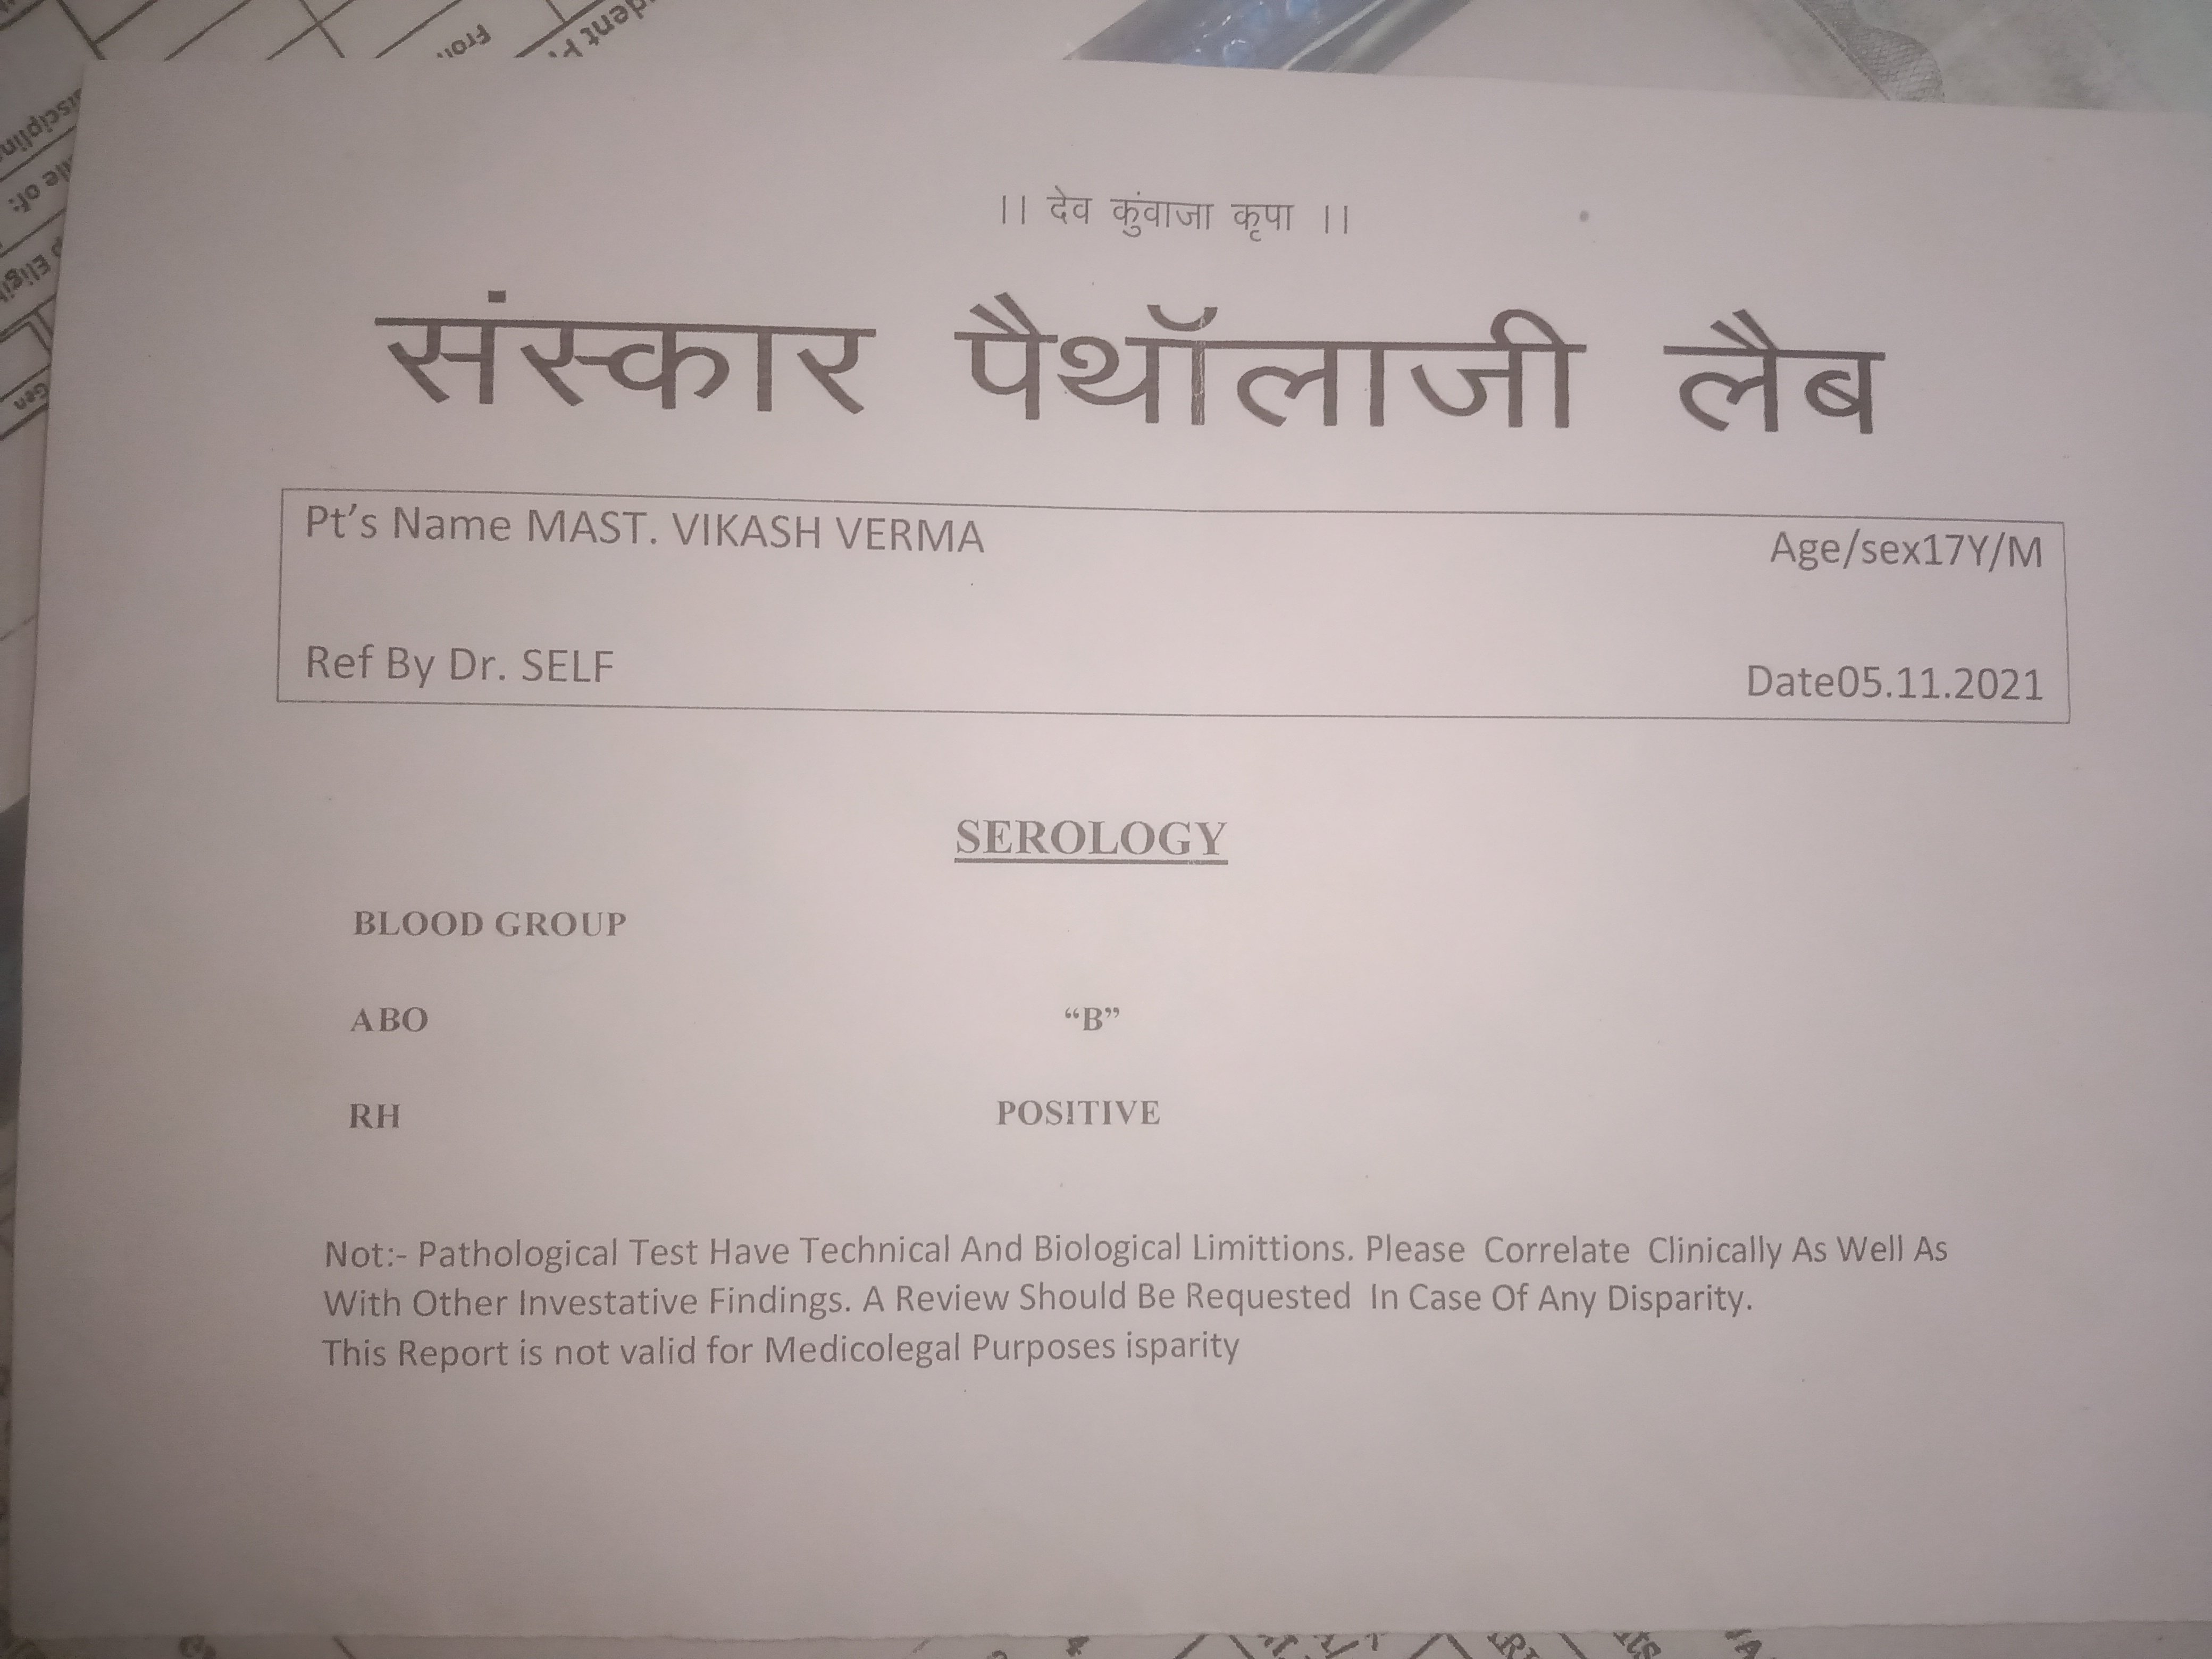 ।। देव कुंवाजा कृपा ।।
संस्कार पैथॉलाजी लैब
Pt's Name MAST. VIKASH VERMA Age/sex17Y/M
Ref By Dr. SELF Date05.11.2021
SEROLOGY
BLOOD GROUP
ABO “B”
RH POSITIVE
Not:- Pathological Test Have Technical And Biological Limittions. Please Correlate Clinically As Well As
With Other Investative Findings. A Review Should Be Requested In Case Of Any Disparity.
This Report is not valid for Medicolegal Purposes isparity